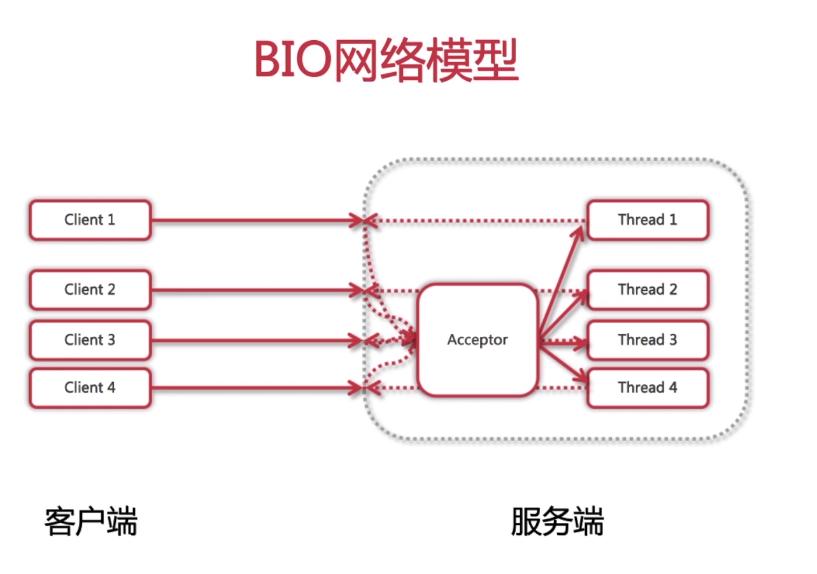 BIO网络模型
Client 1
Thread 1
Client 2
Thread 2
Client 3
Acceptor
Thread 3
Client 4
Thread 4
客户端
服务端